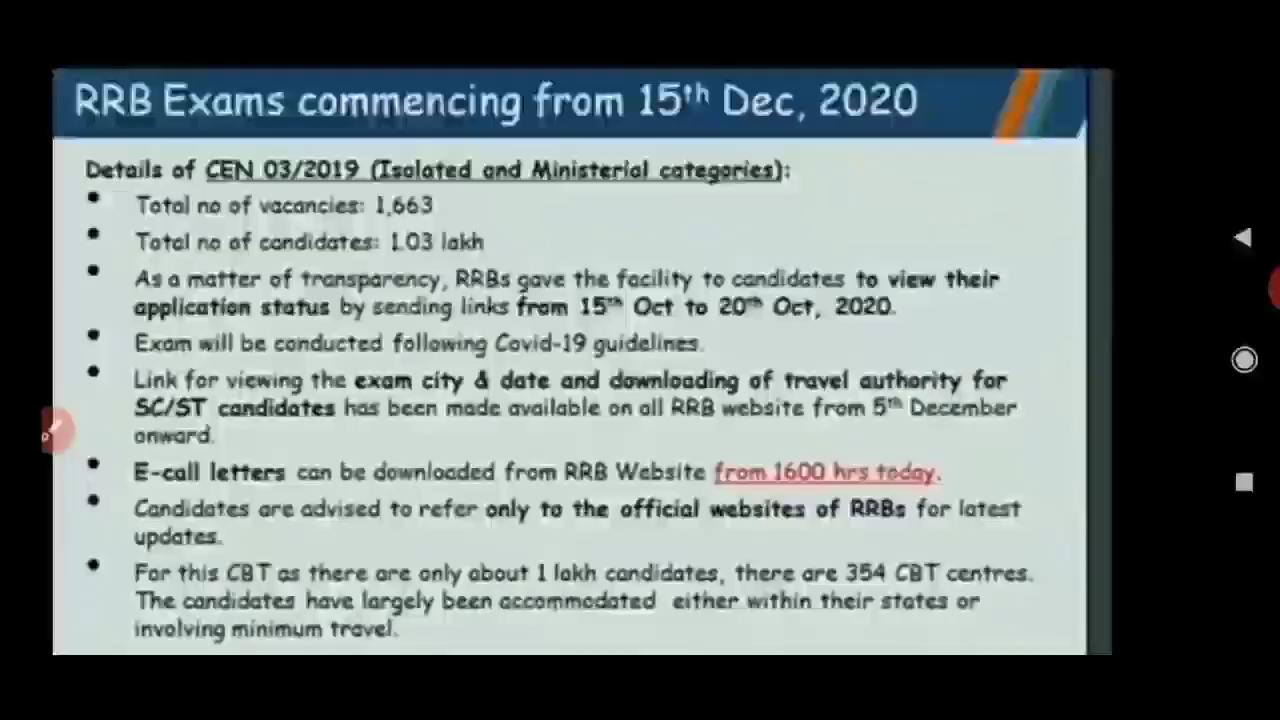 RRB Exams commencing from 15th Dec, 2020
Details of CEN 03/2019 (Isolated and Ministerial categories):
• Total no of vacancies: 1,663
• Total no of candidates: 1.03 lakh
• As a matter of transparency, RRBs gave the facility to candidates to view their
application status by sending links from 15th Oct to 20th Oct, 2020.
• Exam will be conducted following Covid-19 guidelines.
• Link for viewing the exam city & date and downloading of travel authority for
SC/ST candidates has been made available on all RRB website from 5th December
onward.
• E-call letters can be downloaded from RRB Website from 1600 hrs today.
• Candidates are advised to refer only to the official websites of RRBs for latest
updates.
• For this CBT as there are only about 1 lakh candidates, there are 354 CBT centres.
The candidates have largely been accommodated either within their states or
involving minimum travel.